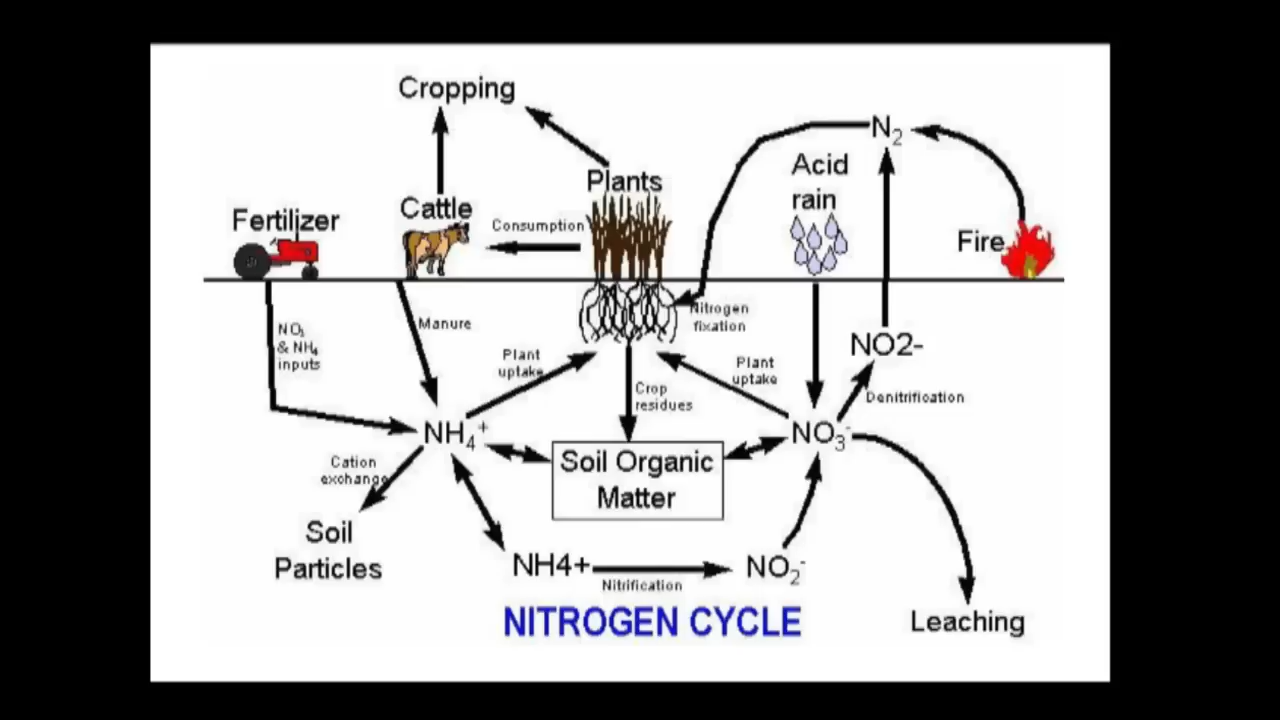 Cropping
N2
Acid
rain
Plants
Cattle
Fertilizer
Consumption
Fire
Nitrogen
fixation
Manure
NO3
& NH4
inputs
Plant
uptake
Plant
uptake
Crop
residues
NO2-
Denitrification
NH4+
NO3-
Soil Organic
Matter
Cation
exchange
Soil
Particles
NH4+
Nitrification
NO2-
Leaching
NITROGEN CYCLE